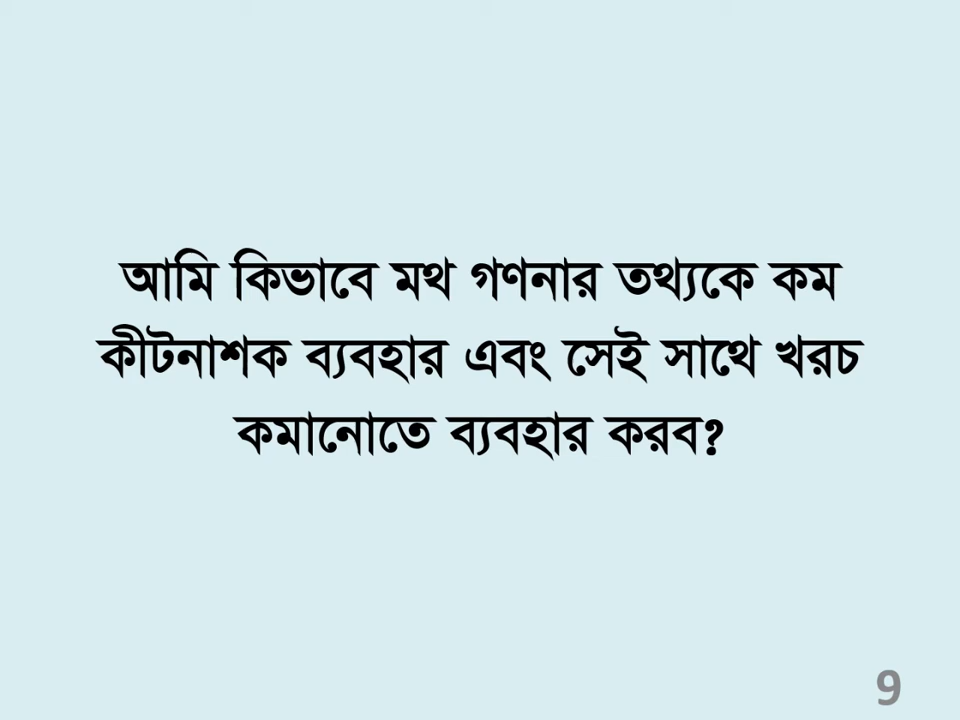 আমি কিভাবে মথ গণনার তথ্যকে কম
কীটনাশক ব্যবহার এবং সেই সাথে খরচ
কমানোতে ব্যবহার করব?
9